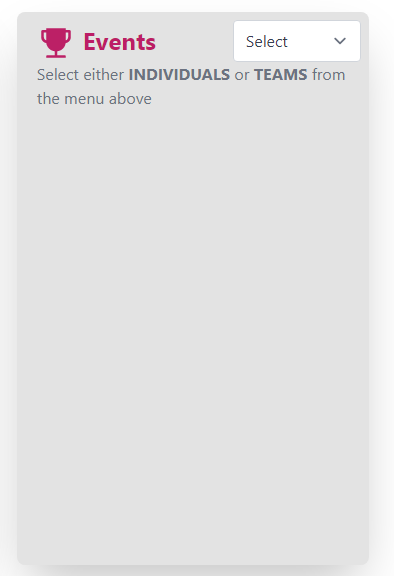 Events
Select
Select either INDIVIDUALS or TEAMS from
the menu above